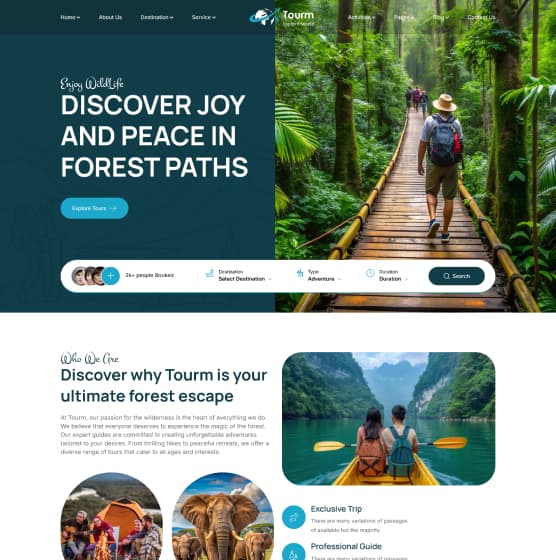 Home
About Us
Destination
Service
Tourm
Explore World
Activities
Pages
Blog
Contact Us
Enjoy WildLife
DISCOVER JOY
AND PEACE IN
FOREST PATHS
Explore Tours
2k+ people Booked
Destination
Select Destination
Type
Adventure
Duration
Duration
Search
Who We Are
Discover why Tourm is your
ultimate forest escape
At Tourm, our passion for the wilderness is the heart of everything we do.
We believe that everyone deserves to experience the magic of the forest.
Our expert guides are committed to creating unforgettable adventures
tailored to your desires. From thrilling hikes to peaceful retreats, we offer a
diverse range of tours that cater to all ages and interests.
Exclusive Trip
There are many variations of passages
of available but the majority.
Professional Guide
There are many variations of passages